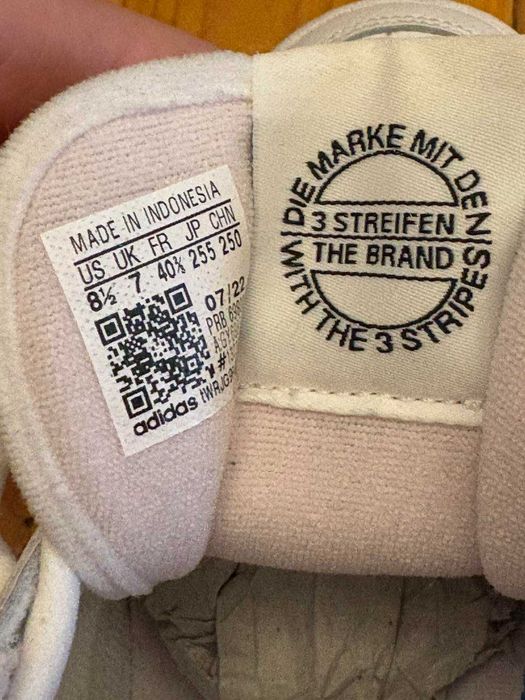 MADE IN INDONESIA
US UK FR JP CHN
8½ 7 40⅔ 255 250
07/22
PRB
adidas
DIE MARKE MIT DEN
3 STREIFEN
THE BRAND
WITH THE 3 STRIPES